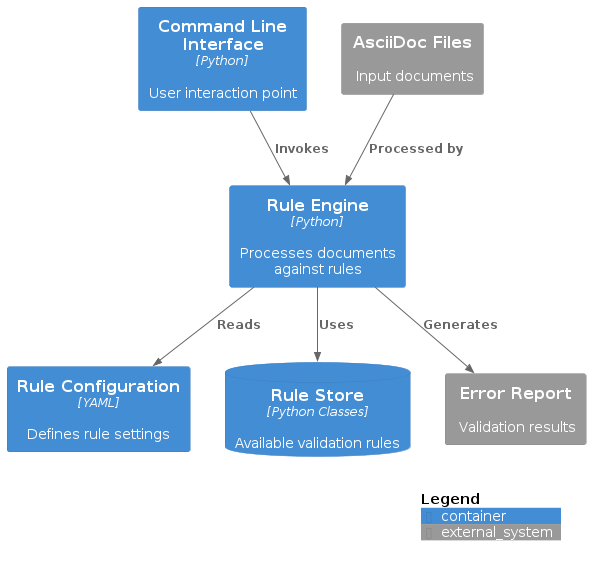 Command Line
Interface
[Python]
User interaction point
AsciiDoc Files
Input documents
Invokes
Processed by
Rule Engine
[Python]
Processes documents
against rules
Reads
Uses
Generates
Rule Configuration
[YAML]
Defines rule settings
Rule Store
[Python Classes]
Available validation rules
Error Report
Validation results
Legend
container
external_system